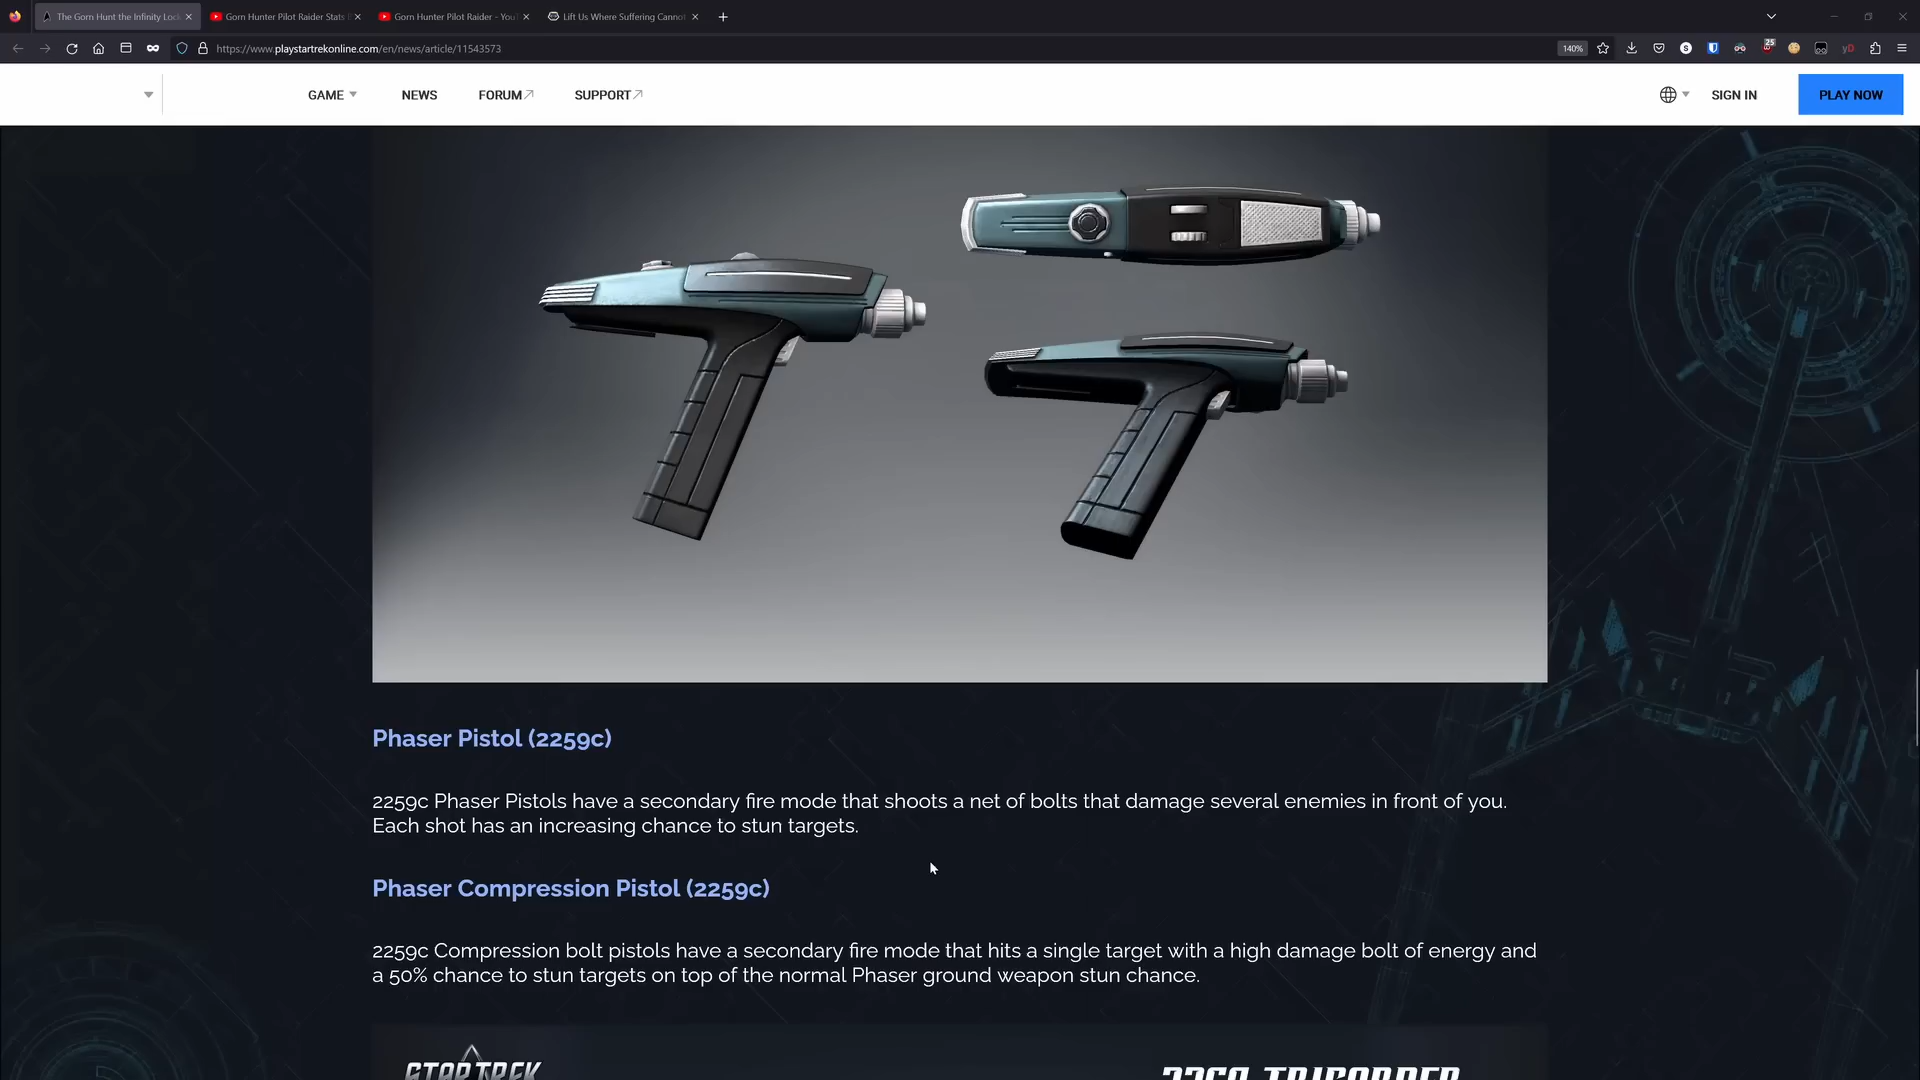 The Gorn Hunt the Infinity Lock
Gorn Hunter Pilot Raider Stats
Gorn Hunter Pilot Raider - You
Lift Us Where Suffering Cannot
https://www.playstartrekonline.com/en/news/article/11543573
140%
25
GAME
NEWS
FORUM
SUPPORT
SIGN IN
PLAY NOW
Phaser Pistol (2259c)
2259c Phaser Pistols have a secondary fire mode that shoots a net of bolts that damage several enemies in front of you.
Each shot has an increasing chance to stun targets.
Phaser Compression Pistol (2259c)
2259c Compression bolt pistols have a secondary fire mode that hits a single target with a high damage bolt of energy and
a 50% chance to stun targets on top of the normal Phaser ground weapon stun chance.
STAR TREK
TRICORDER